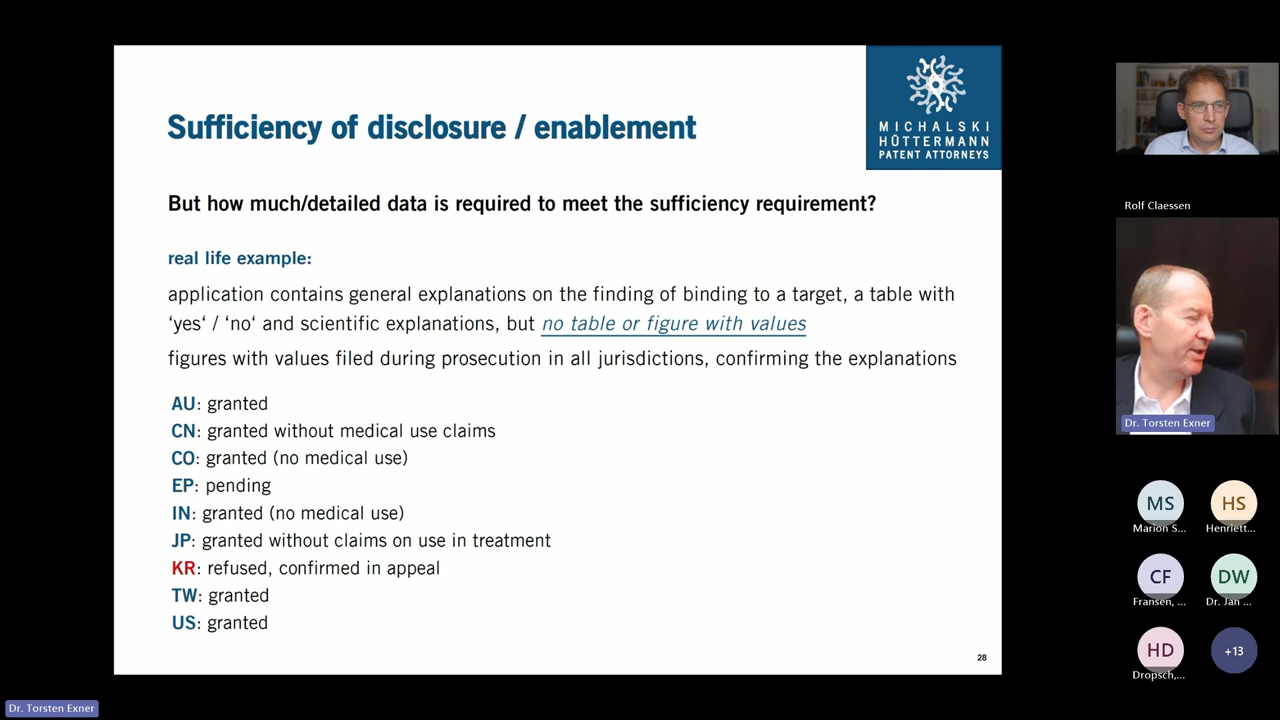 Sufficiency of disclosure / enablement
MICHALSKI
HÜTTERMANN
PATENT ATTORNEYS
But how much/detailed data is required to meet the sufficiency requirement?
real life example:
application contains general explanations on the finding of binding to a target, a table with
‘yes‘ / ‘no‘ and scientific explanations, but no table or figure with values
figures with values filed during prosecution in all jurisdictions, confirming the explanations
AU: granted
CN: granted without medical use claims
CO: granted (no medical use)
EP: pending
IN: granted (no medical use)
JP: granted without claims on use in treatment
KR: refused, confirmed in appeal
TW: granted
US: granted
28
Rolf Claessen
Dr. Torsten Exner
MS
HS
Marion S...
Henriett...
CF
DW
Fransen, ...
Dr. Jan ...
HD
+13
Dropsch,...
Dr. Torsten Exner